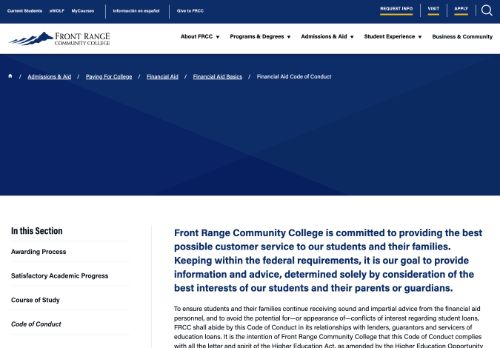 Current Students eWOLF MyCourses Información en español Give to FRCC REQUEST INFO VISIT APPLY
FRONT RANGE
COMMUNITY COLLEGE
About FRCC Programs & Degrees Admissions & Aid Student Experience Business & Community
/ Admissions & Aid / Paying For College / Financial Aid / Financial Aid Basics / Financial Aid Code of Conduct
In this Section
Awarding Process
Satisfactory Academic Progress
Course of Study
Code of Conduct
Front Range Community College is committed to providing the best
possible customer service to our students and their families.
Keeping within the federal requirements, it is our goal to provide
information and advice, determined solely by consideration of the
best interests of our students and their parents or guardians.
To ensure students and their families continue receiving sound and impartial advice from the financial aid
personnel, and to avoid the potential for—or appearance of—conflicts of interest regarding student loans,
FRCC shall abide by this Code of Conduct in its relationships with lenders, guarantors and servicers of
education loans. It is the intention of Front Range Community College that this Code of Conduct complies
with all the letter and spirit of the Higher Education Act, as amended by the Higher Education Opportunity